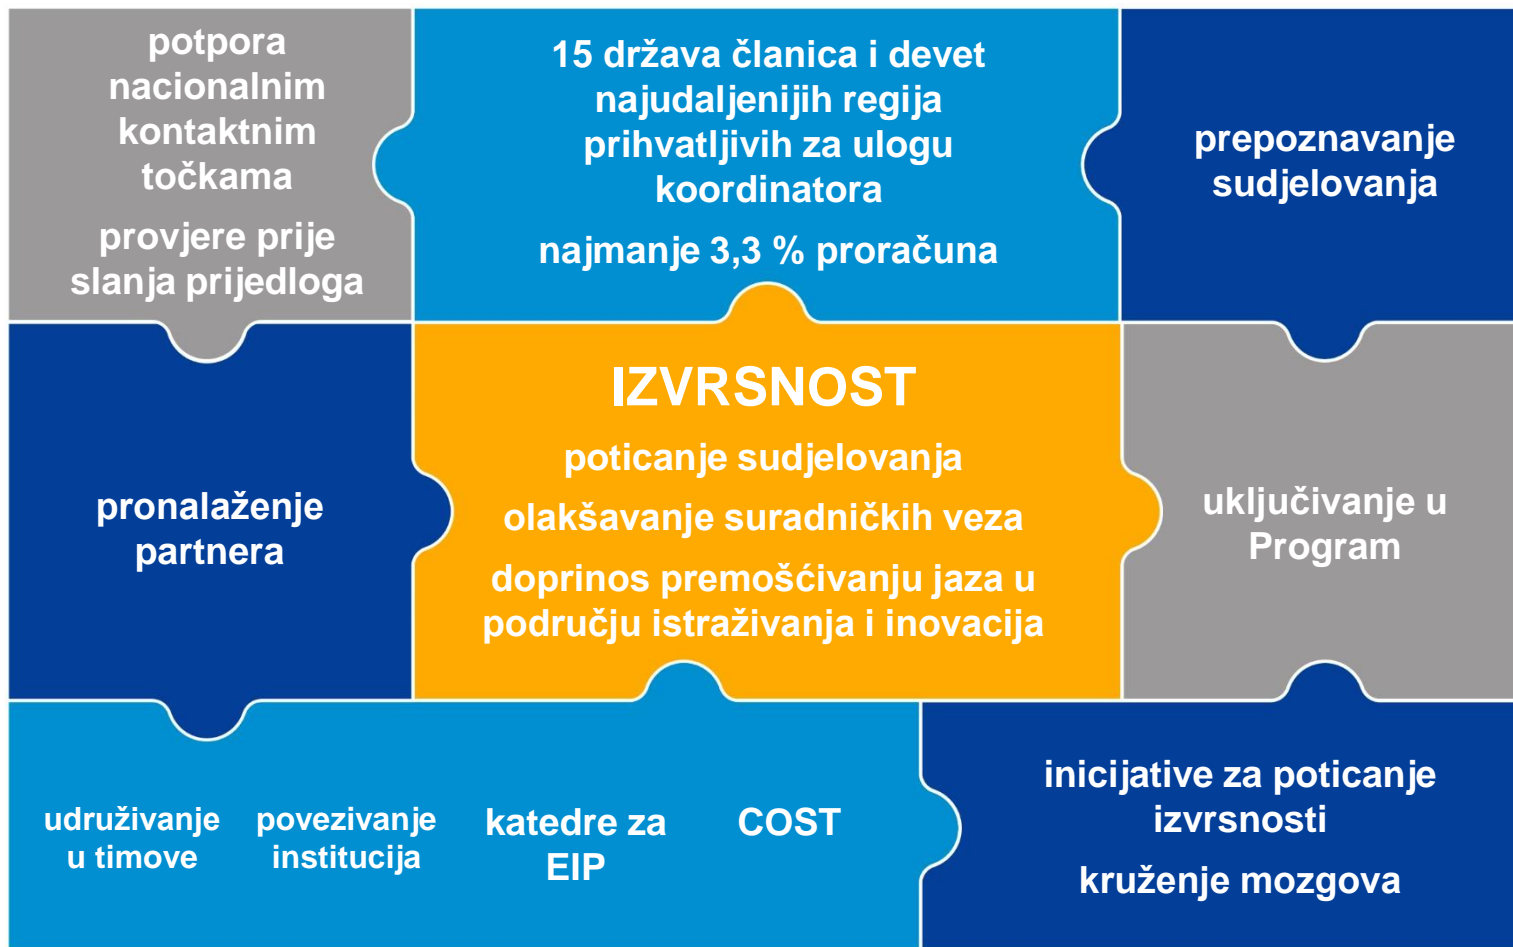 potpora
nacionalnim
kontaktnim
točkama
provjere prije
slanja prijedloga
15 država članica i devet
najudaljenijih regija
prihvatljivih za ulogu
koordinatora
najmanje 3,3 % proračuna
prepoznavanje
sudjelovanja
pronalaženje
partnera
IZVRSNOST
poticanje sudjelovanja
olakšavanje suradničkih veza
doprinos premošćivanju jaza u
području istraživanja i inovacija
uključivanje u
Program
udruživanje
u timove
povezivanje
institucija
katedre za
EIP
COST
inicijative za poticanje
izvrsnosti
kruženje mozgova